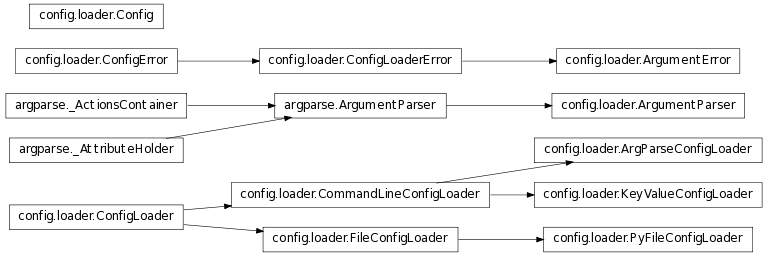 config.loader.Config
config.loader.ConfigError
config.loader.ConfigLoaderError
config.loader.ArgumentError
argparse._ActionsContainer
argparse.ArgumentParser
config.loader.ArgumentParser
argparse._AttributeHolder
config.loader.ArgParseConfigLoader
config.loader.CommandLineConfigLoader
config.loader.KeyValueConfigLoader
config.loader.ConfigLoader
config.loader.FileConfigLoader
config.loader.PyFileConfigLoader